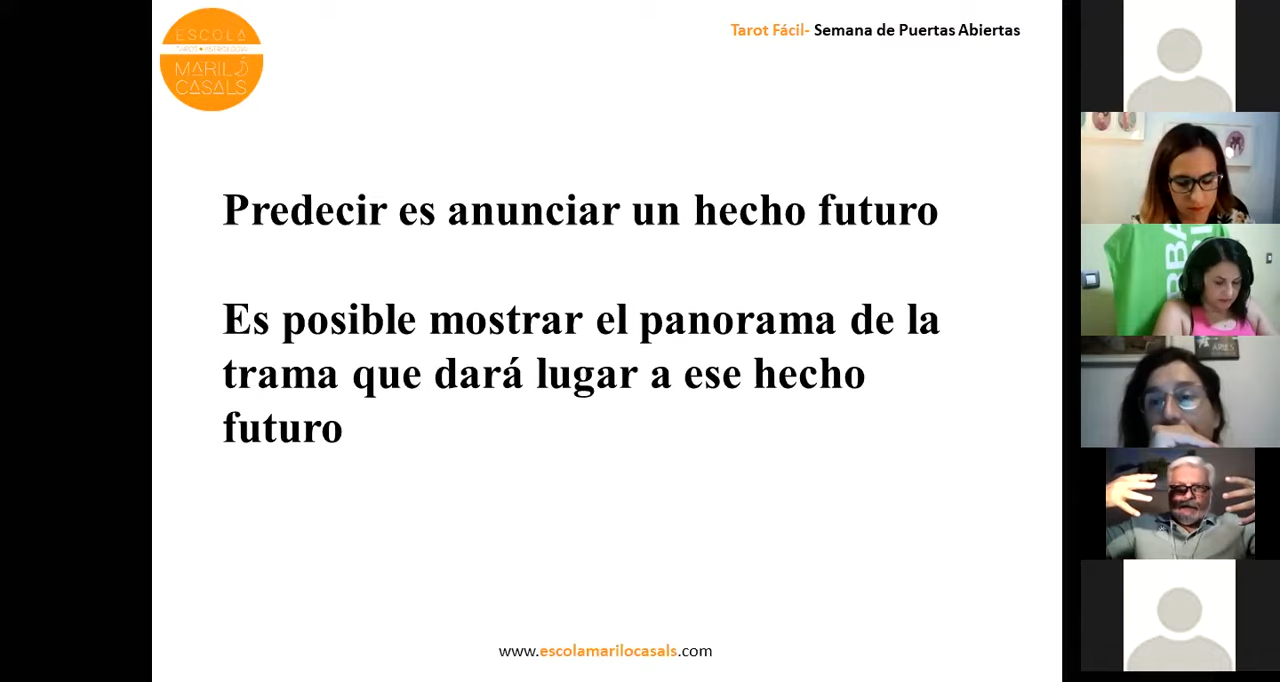 ESCOLA
MARILÓ
CASALS
Tarot Fácil- Semana de Puertas Abiertas
Predecir es anunciar un hecho futuro
Es posible mostrar el panorama de la
trama que dará lugar a ese hecho
futuro
ARIES
www.escolamarilocasals.com